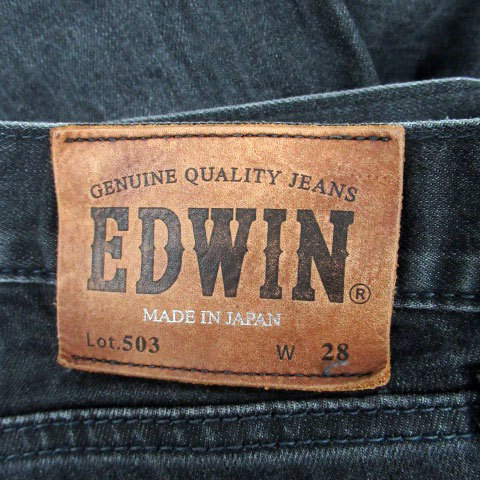 GENUINE QUALITY JEANS
EDWIN®
MADE IN JAPAN
Lot.503 W 28